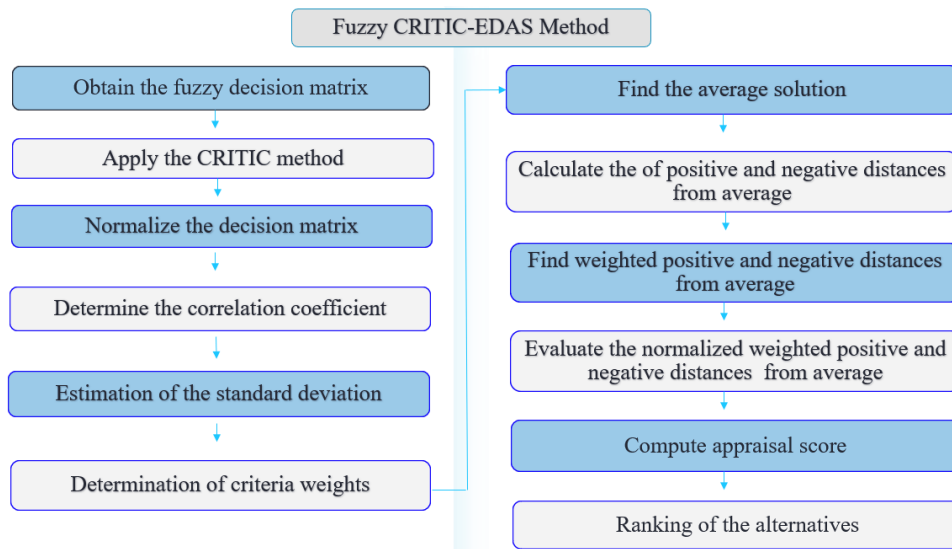 Fuzzy CRITIC-EDAS Method
Obtain the fuzzy decision matrix
Apply the CRITIC method
Normalize the decision matrix
Determine the correlation coefficient
Estimation of the standard deviation
Determination of criteria weights
Find the average solution
Calculate the of positive and negative distances
from average
Find weighted positive and negative distances
from average
Evaluate the normalized weighted positive and
negative distances from average
Compute appraisal score
Ranking of the alternatives